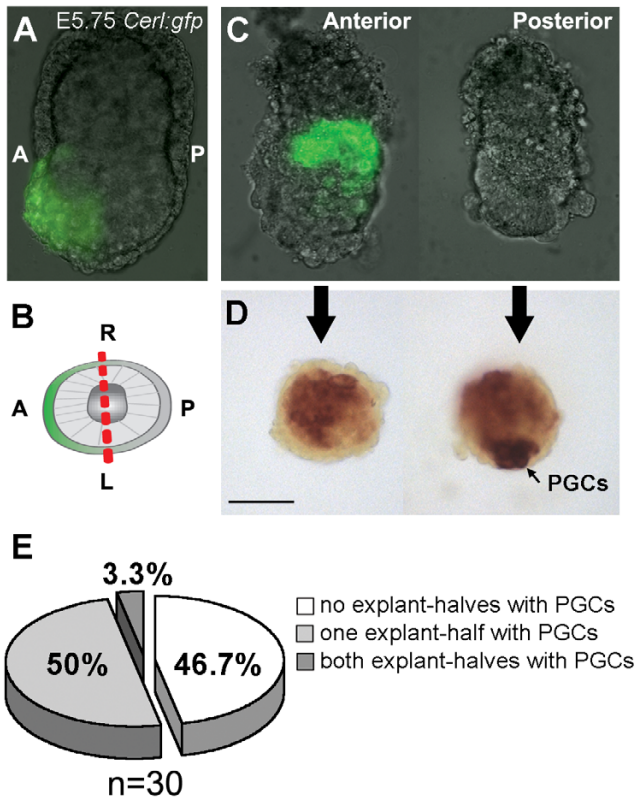 A
E5.75 Cerl:gfp
A
P
C
Anterior
Posterior
B
R
A
P
L
D
PGCs
E
3.3%
50%
46.7%
n=30
no explant-halves with PGCs
one explant-half with PGCs
both explant-halves with PGCs